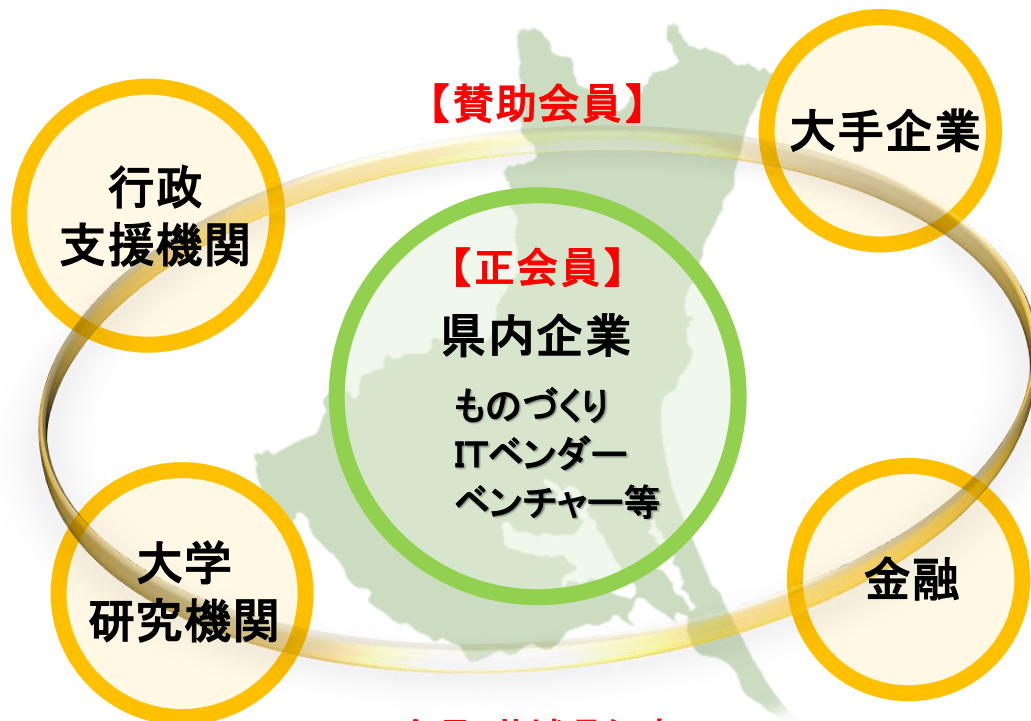 【賛助会員】
大手企業
行政
支援機関
【正会員】
県内企業
ものづくり
ITベンダー
ベンチャー等
大学
研究機関
金融